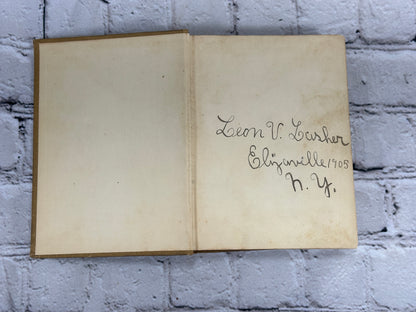 Leon V. Lasher
Elizaville 1905
N. Y.